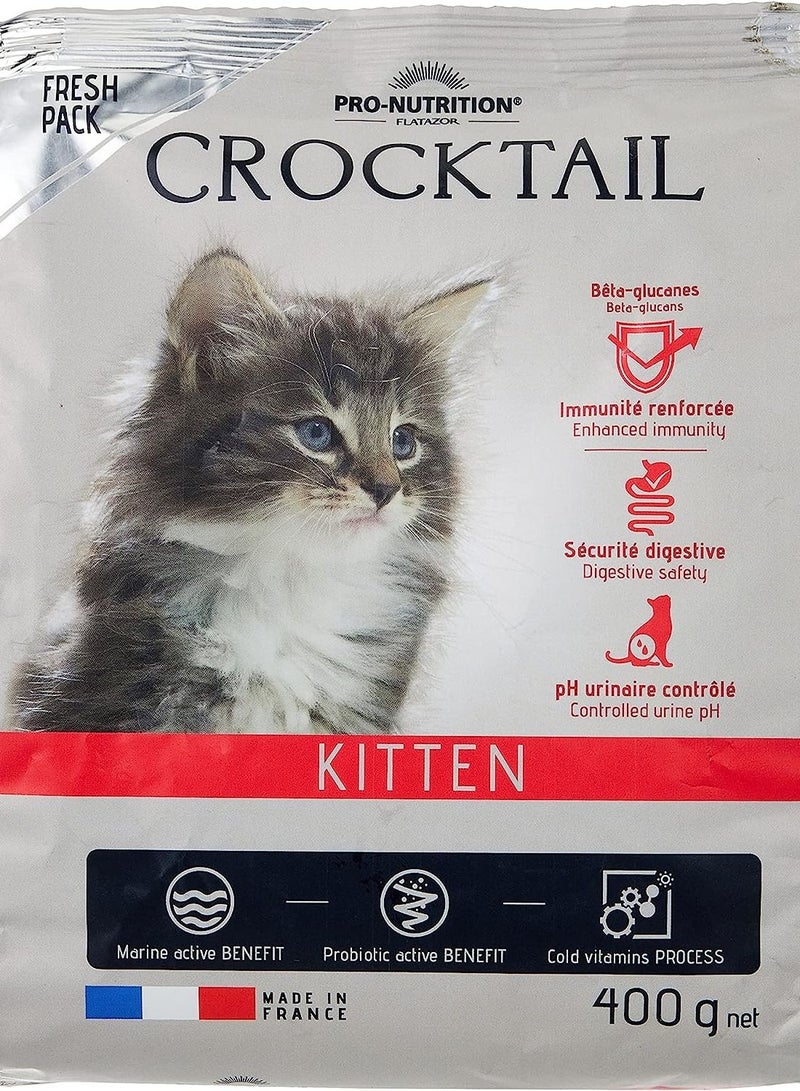 FRESH
PACK
PRO-NUTRITION®
FLATAZOR
CROCKTAIL
Bêta-glucanes
Beta-glucans
Immunité renforcée
Enhanced immunity
Sécurité digestive
Digestive safety
pH urinaire contrôlé
Controlled urine pH
KITTEN
Marine active BENEFIT
Probiotic active BENEFIT
Cold vitamins PROCESS
MADE IN
FRANCE
400 g net